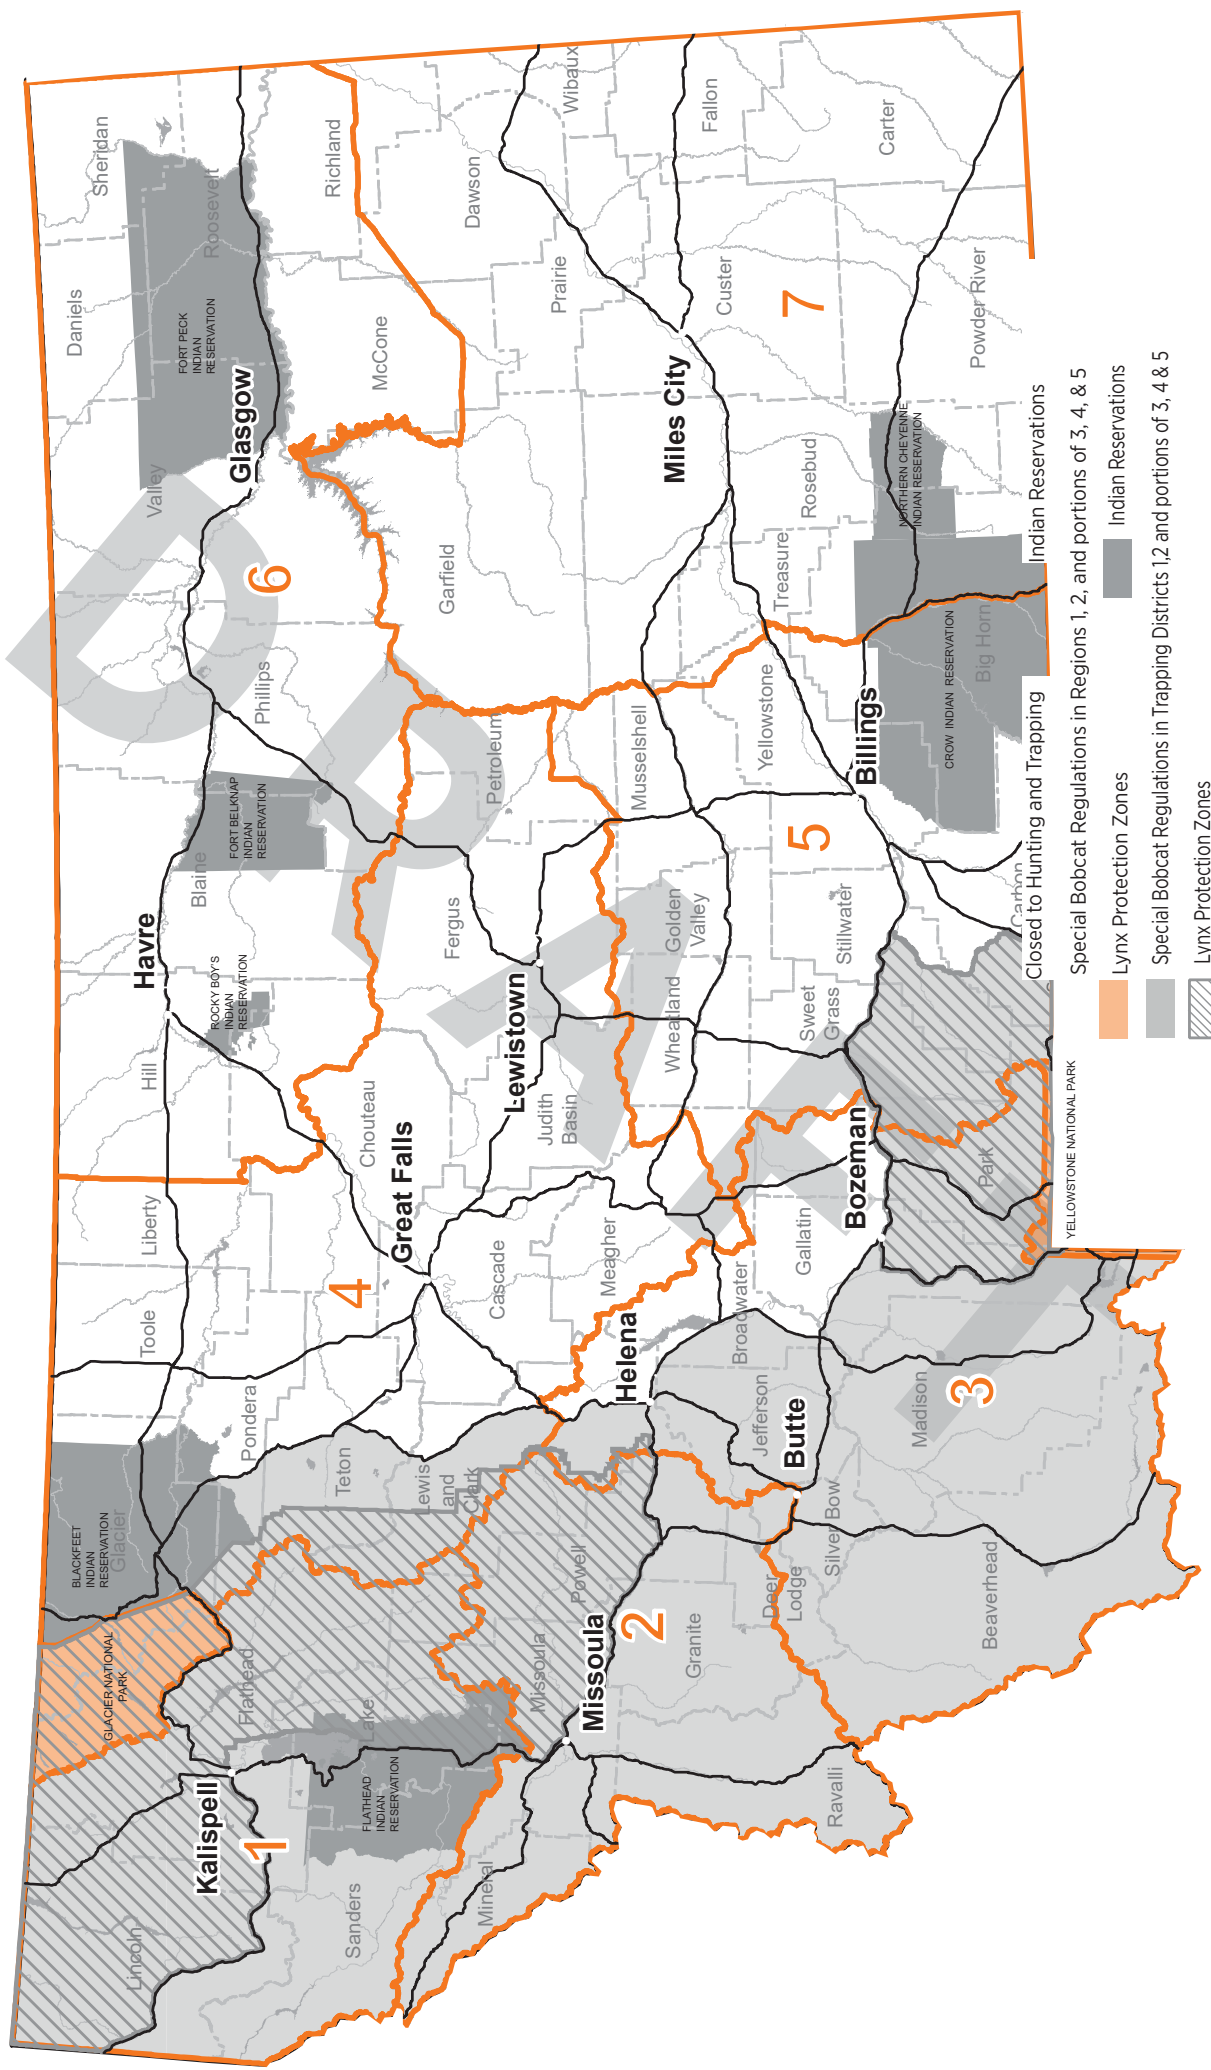 Lincoln
Flathead
GLACIER NATIONAL
PARK
BLACKFEET
INDIAN
RESERVATION
Glacier
Toole
Liberty
Hill
Havre
Blaine
ROCKY BOY'S
INDIAN
RESERVATION
FORT BELKNAP
INDIAN
RESERVATION
Phillips
Valley
Daniels
Sheridan
Roosevelt
FORT PECK
INDIAN
RESERVATION
Glasgow
6
Kalispell
1
Sanders
Lake
FLATHEAD
INDIAN
RESERVATION
Pondera
Teton
4
Chouteau
Great Falls
Fergus
Garfield
McCone
Richland
Dawson
Wibaux
Prairie
Mineral
Missoula
Missoula
2
Powell
Lewis
and
Clark
Cascade
Meagher
Judith
Basin
Lewistown
Petroleum
Musselshell
Golden
Valley
Wheatland
Granite
Ravalli
Deer
Lodge
Silver Bow
Butte
Jefferson
Helena
Broadwater
Gallatin
Bozeman
Sweet
Grass
Stillwater
5
Yellowstone
Billings
Treasure
Rosebud
Miles City
Custer
7
Fallon
Carter
Powder River
Beaverhead
Madison
3
Park
Carbon
CROW INDIAN RESERVATION
Big Horn
NORTHERN CHEYENNE
INDIAN RESERVATION
YELLOWSTONE NATIONAL PARK
DRAFT
Closed to Hunting and Trapping
Indian Reservations
Special Bobcat Regulations in Regions 1, 2, and portions of 3, 4, & 5
Lynx Protection Zones
Indian Reservations
Special Bobcat Regulations in Trapping Districts 1,2 and portions of 3, 4 & 5
Lynx Protection Zones